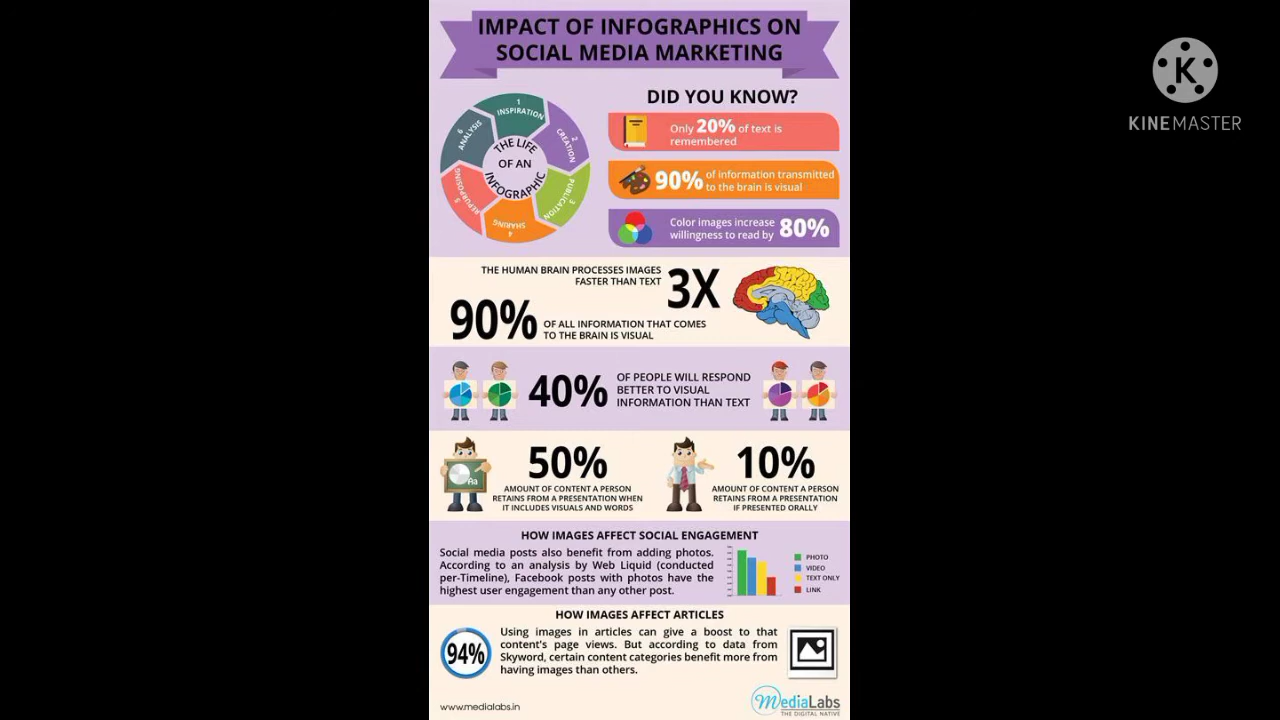 IMPACT OF INFOGRAPHICS ON
SOCIAL MEDIA MARKETING
K
KINEMASTER
THE LIFE
OF AN
INFOGRAPHIC
1
INSPIRATION
2
CREATION
3
PUBLICATION
4
SHARING
5
REPURPOSING
6
ANALYSIS
DID YOU KNOW?
Only 20% of text is
remembered
90% of information transmitted
to the brain is visual
Color images increase
willingness to read by 80%
THE HUMAN BRAIN PROCESSES IMAGES
FASTER THAN TEXT
3X
90% OF ALL INFORMATION THAT COMES
TO THE BRAIN IS VISUAL
40%
OF PEOPLE WILL RESPOND
BETTER TO VISUAL
INFORMATION THAN TEXT
Aa
50%
AMOUNT OF CONTENT A PERSON
RETAINS FROM A PRESENTATION WHEN
IT INCLUDES VISUALS AND WORDS
10%
AMOUNT OF CONTENT A PERSON
RETAINS FROM A PRESENTATION
IF PRESENTED ORALLY
HOW IMAGES AFFECT SOCIAL ENGAGEMENT
Social media posts also benefit from adding photos.
According to an analysis by Web Liquid (conducted
per-Timeline), Facebook posts with photos have the
highest user engagement than any other post.
PHOTO
VIDEO
TEXT ONLY
LINK
HOW IMAGES AFFECT ARTICLES
94%
Using images in articles can give a boost to that
content's page views. But according to data from
Skyword, certain content categories benefit more from
having images than others.
www.medialabs.in
MediaLabs
THE DIGITAL NATIVE